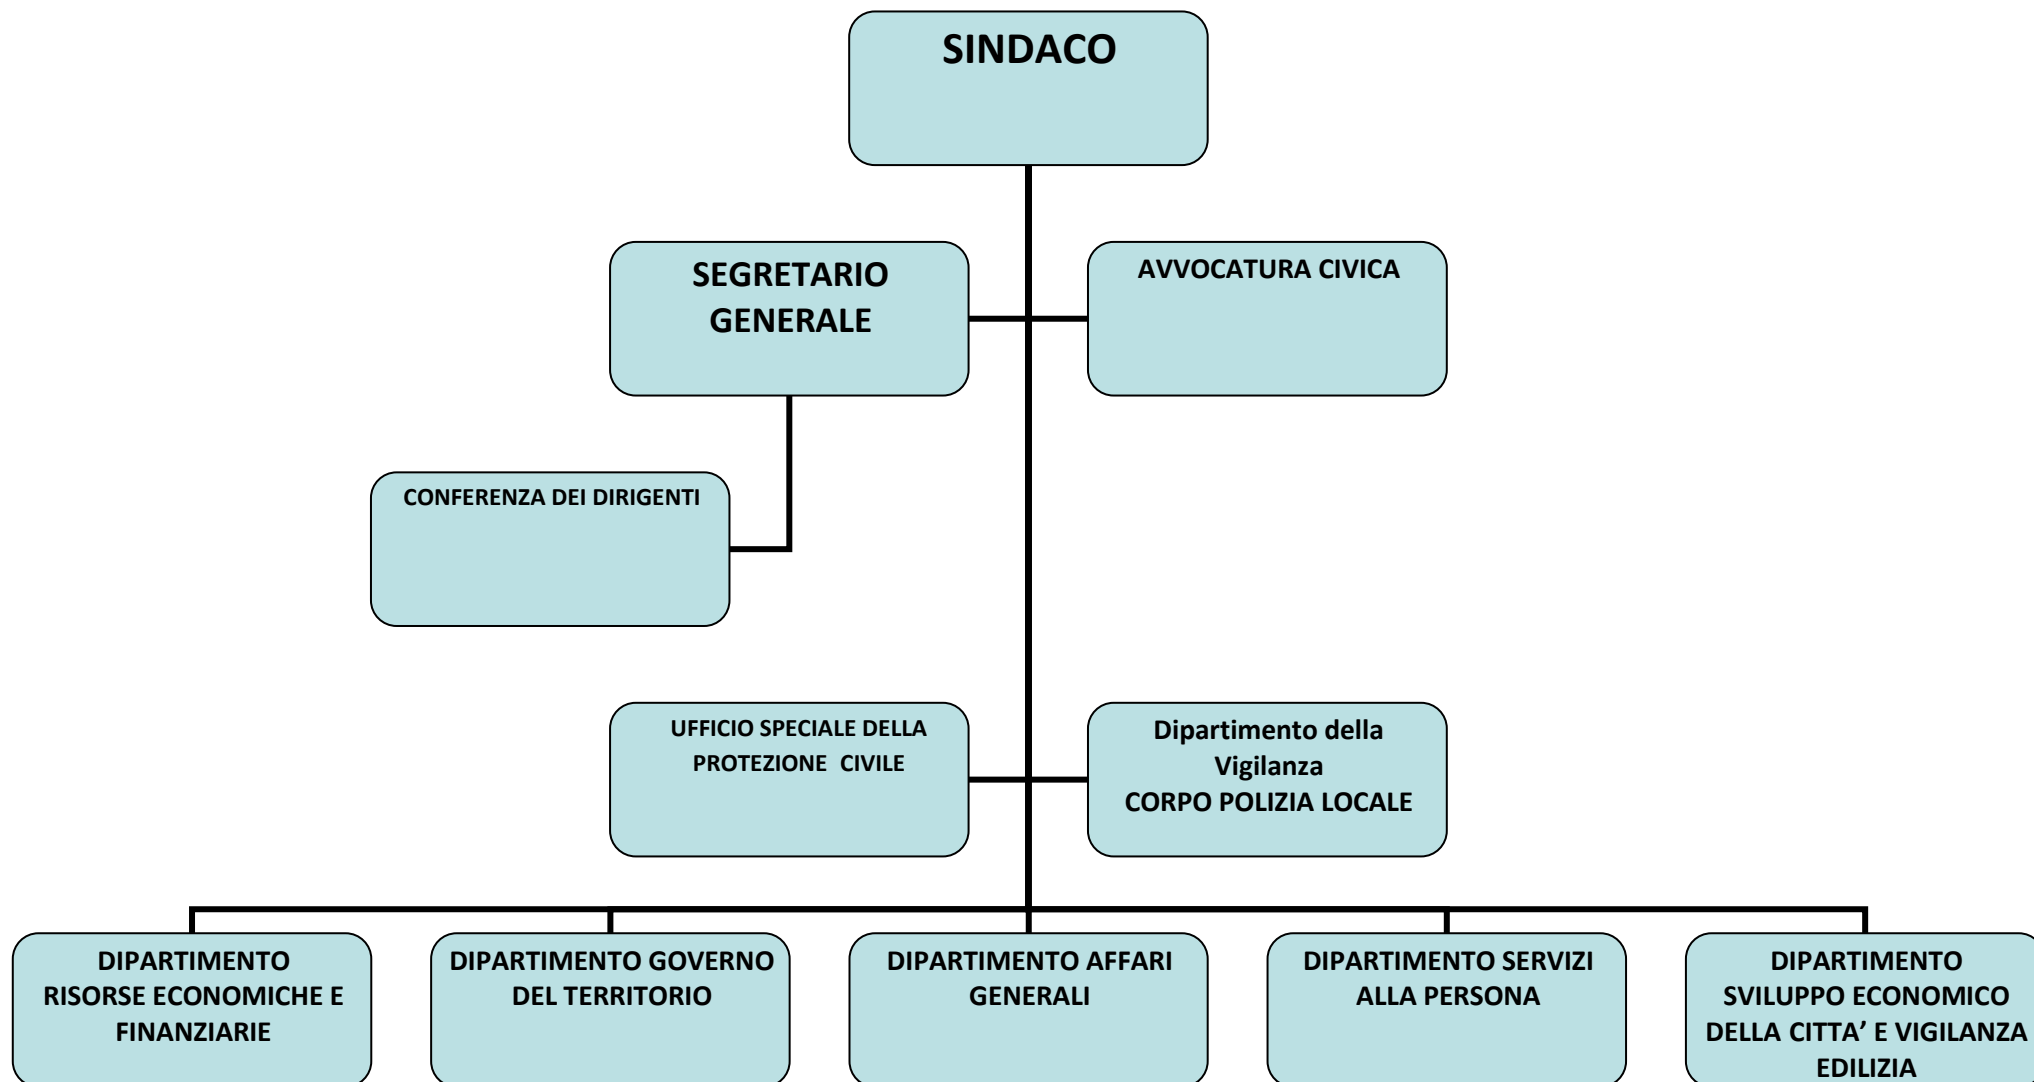 SINDACO
SEGRETARIO
GENERALE
AVVOCATURA CIVICA
CONFERENZA DEI DIRIGENTI
UFFICIO SPECIALE DELLA
PROTEZIONE CIVILE
Dipartimento della
Vigilanza
CORPO POLIZIA LOCALE
DIPARTIMENTO
RISORSE ECONOMICHE E
FINANZIARIE
DIPARTIMENTO GOVERNO
DEL TERRITORIO
DIPARTIMENTO AFFARI
GENERALI
DIPARTIMENTO SERVIZI
ALLA PERSONA
DIPARTIMENTO
SVILUPPO ECONOMICO
DELLA CITTA’ E VIGILANZA
EDILIZIA